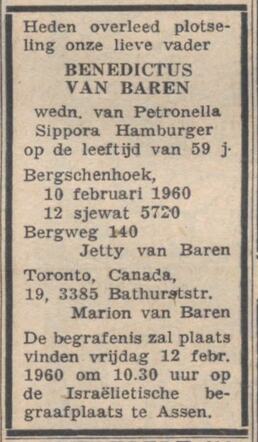 Heden overleed plotse-
ling onze lieve vader
BENEDICTUS
VAN BAREN
wedn. van Petronella
Sippora Hamburger
op de leeftijd van 59 j.
Bergschenhoek,
10 februari 1960
12 sjewat 5720
Bergweg 140
Jetty van Baren
Toronto, Canada,
19, 3385 Bathurststr.
Marion van Baren
De begrafenis zal plaats
vinden vrijdag 12 febr.
1960 om 10.30 uur op
de Israëlietische be-
graafplaats te Assen.